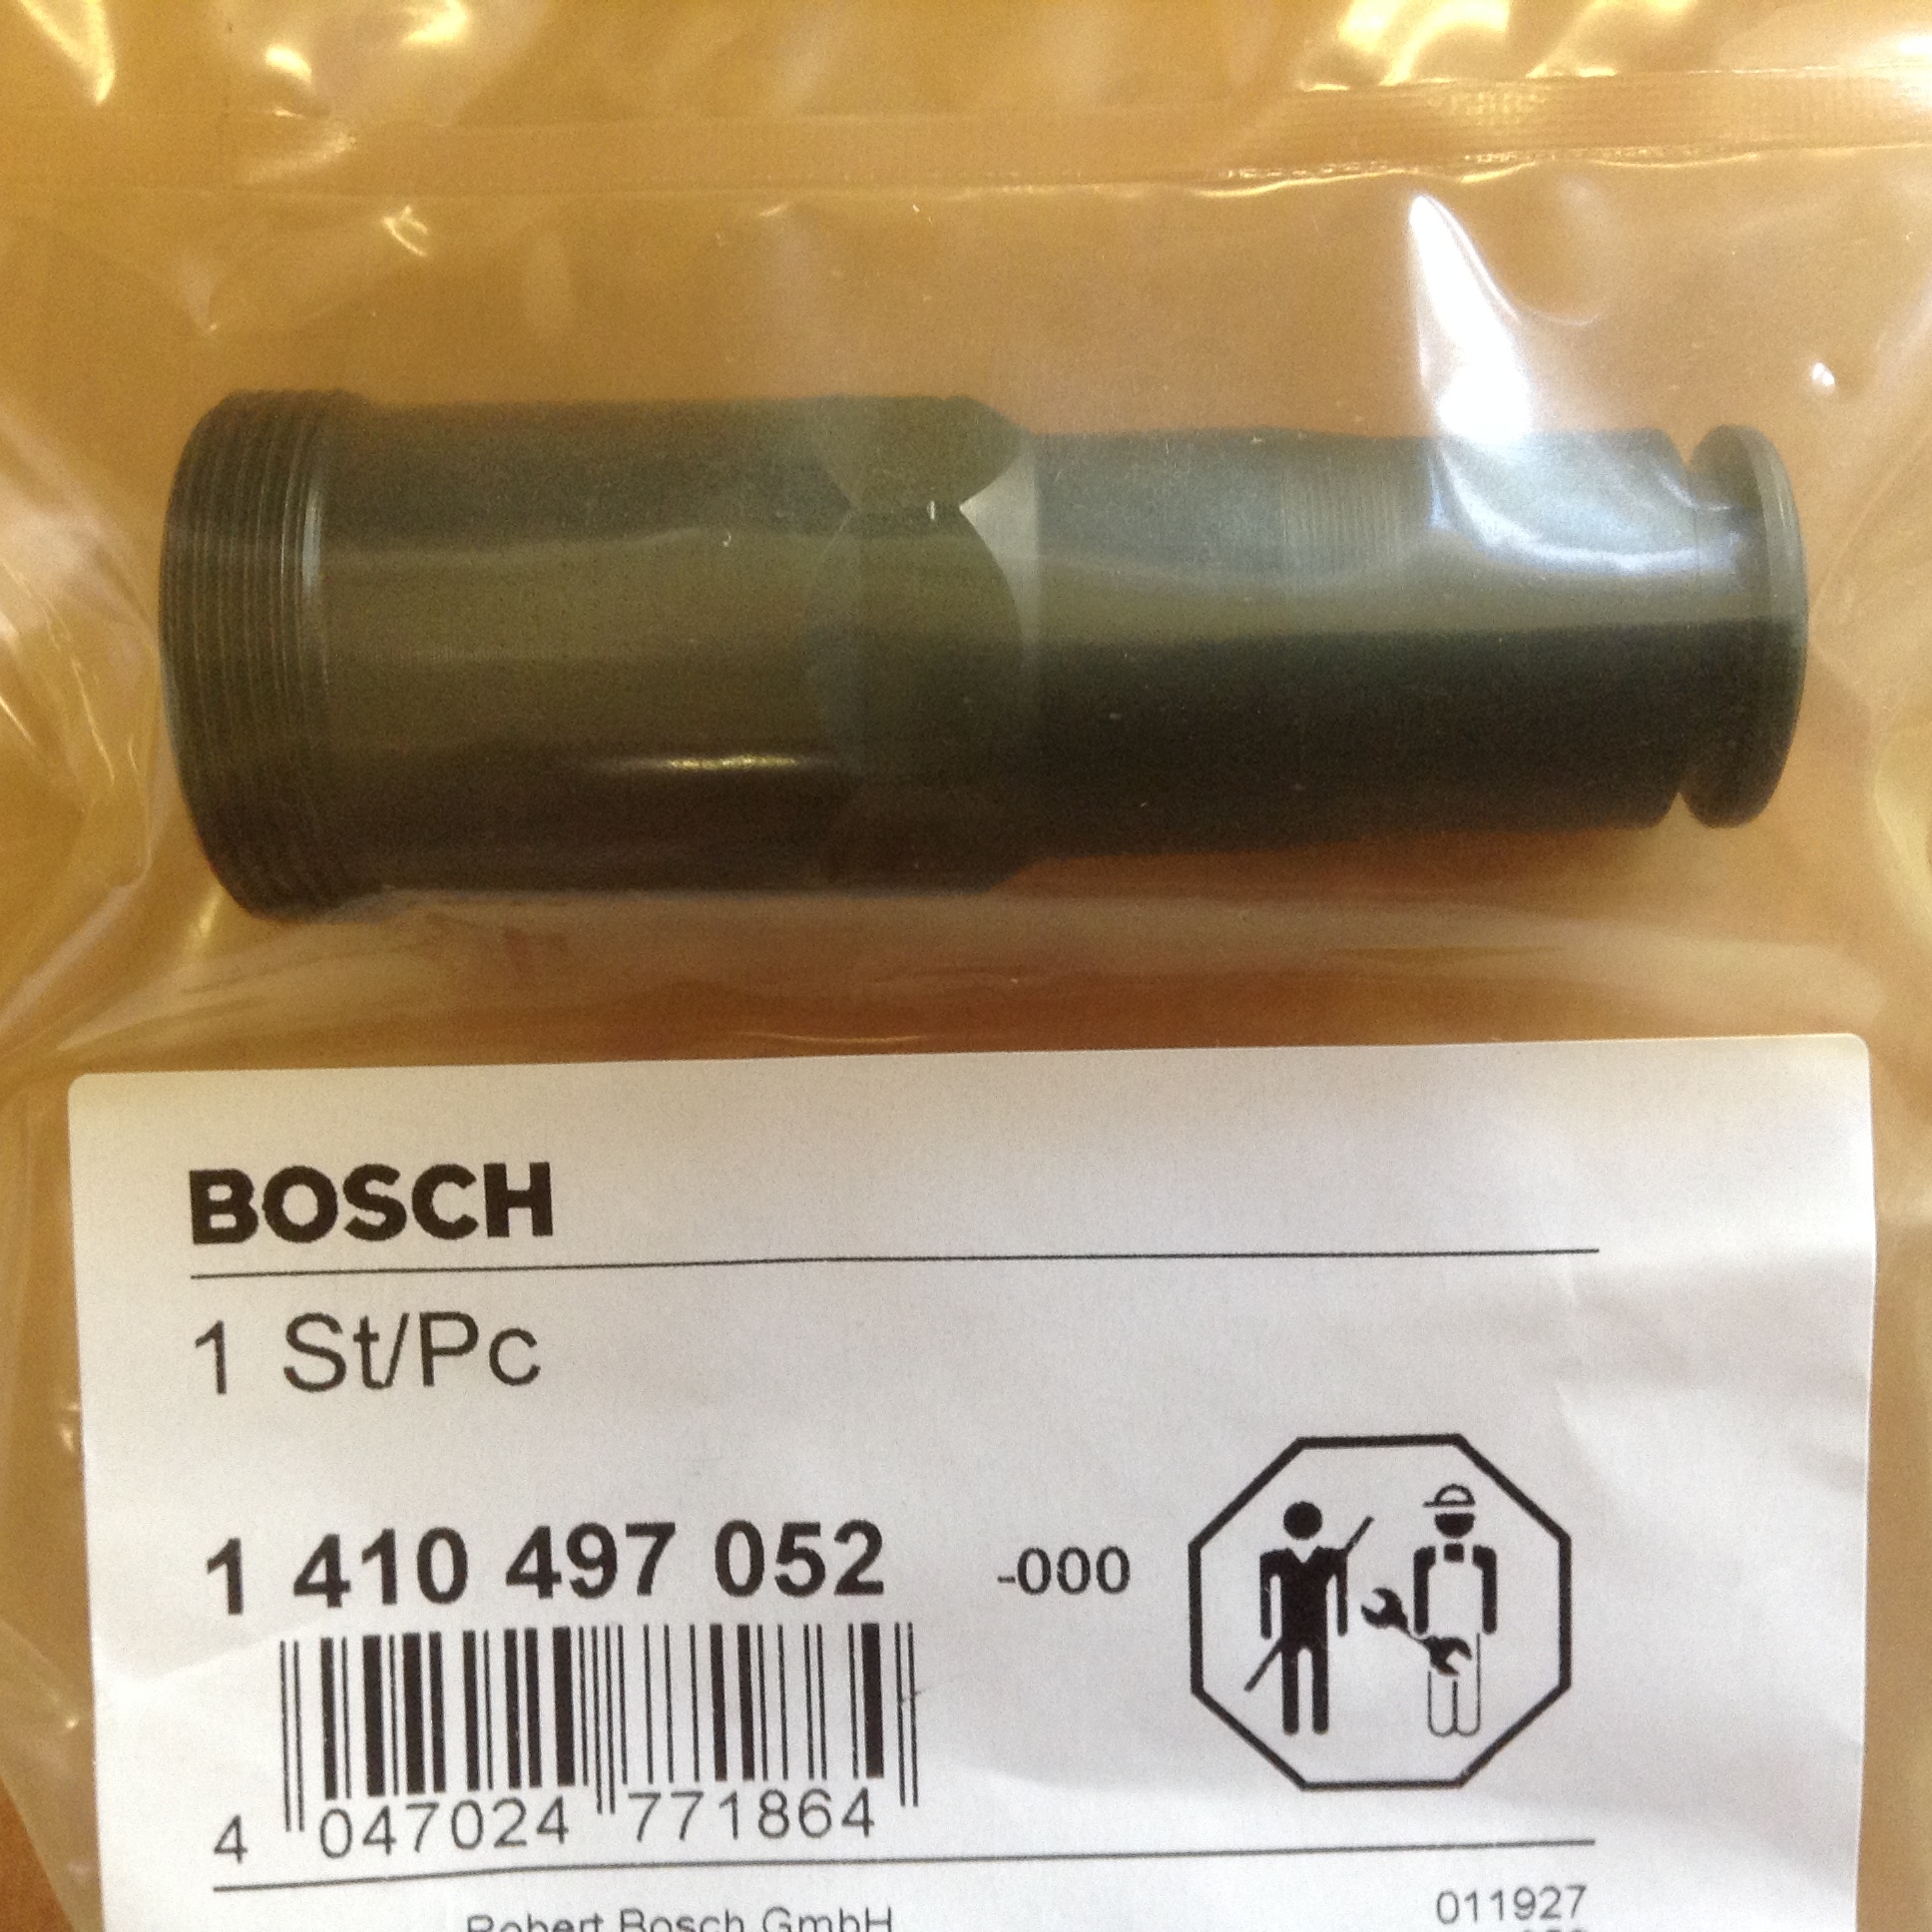 BOSCH
1 St/Pc
1 410 497 052 -000
4 047024 771864
Robert Bosch GmbH
011927